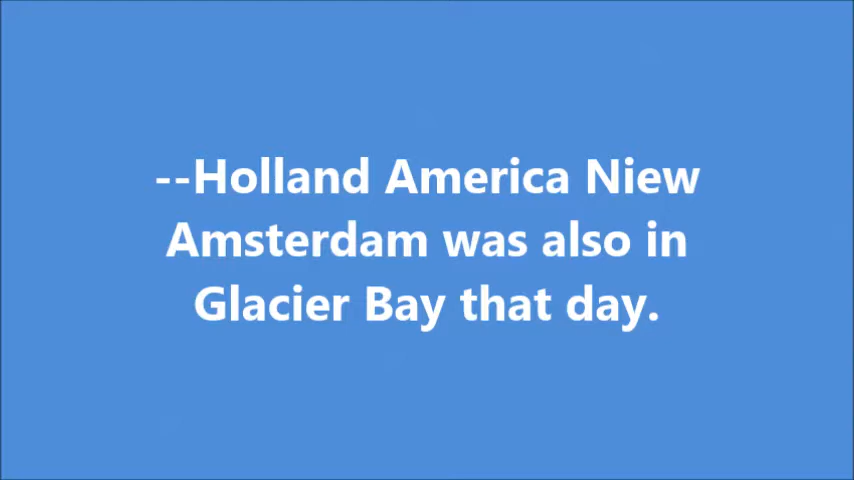 --Holland America Niew
Amsterdam was also in
Glacier Bay that day.